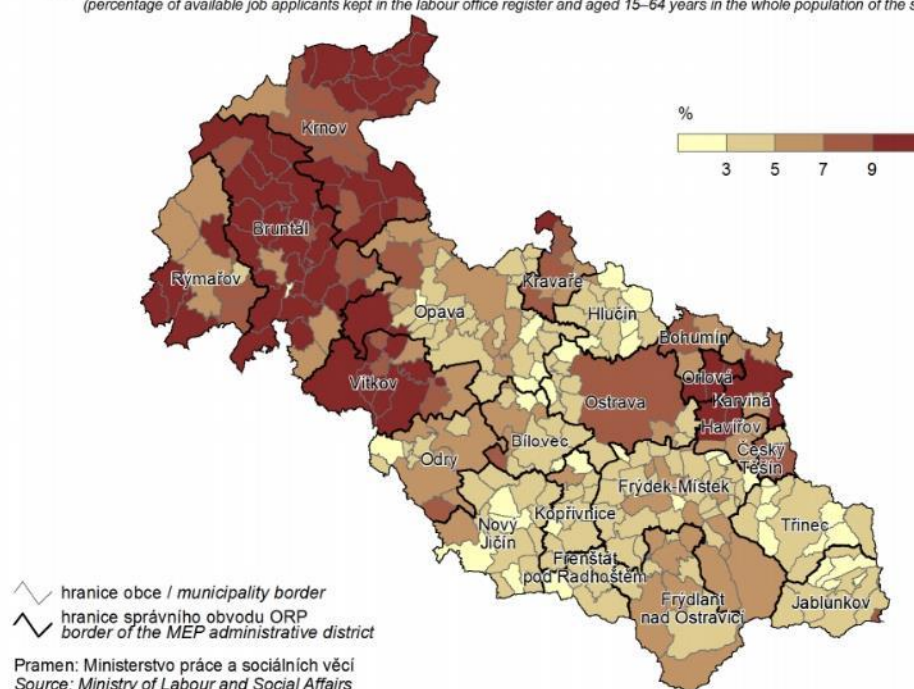 (percentage of available job applicants kept in the labour office register and aged 15–64 years in the whole population of the s
%
3 5 7 9
Krnov
Bruntál
Rýmařov
Kravaře
Opava
Hlučín
Bohumín
Vítkov
Orlová
Ostrava
Karviná
Havířov
Bílovec
Český
Těšín
Odry
Frýdek-Místek
Kopřivnice
Nový
Jičín
Třinec
Frenštát
pod Radhoštěm
Frýdlant
nad Ostravicí
Jablunkov
hranice obce / municipality border
hranice správního obvodu ORP
border of the MEP administrative district
Pramen: Ministerstvo práce a sociálních věcí
Source: Ministry of Labour and Social Affairs